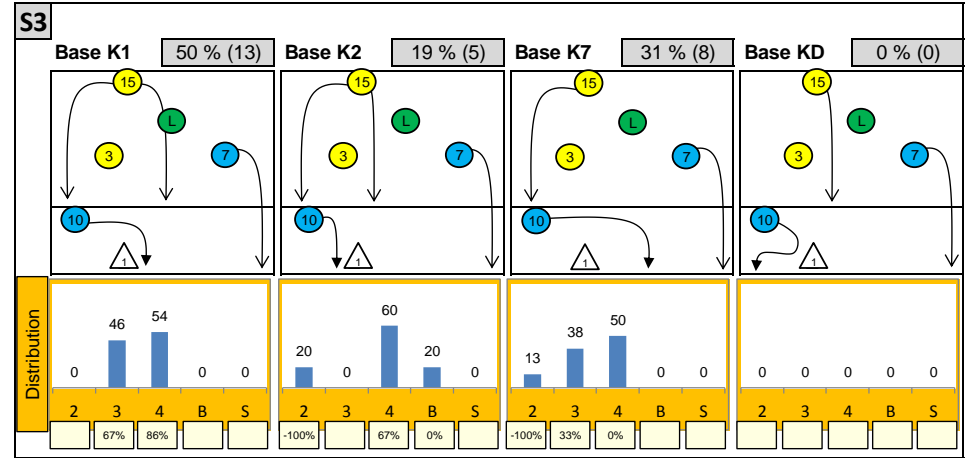 S3
Base K1 50 % (13) Base K2 19 % (5) Base K7 31 % (8) Base KD 0 % (0)
15 15 15 15
L L L L
3 7 3 7 3 7 3 7
10 10 10 10
1 1 1 1
Distribution
0 46 54 0 0 20 0 60 20 0 13 38 50 0 0 0 0 0 0 0
2 3 4 B S 2 3 4 B S 2 3 4 B S 2 3 4 B S
67% 86% -100% 67% 0% -100% 33% 0%